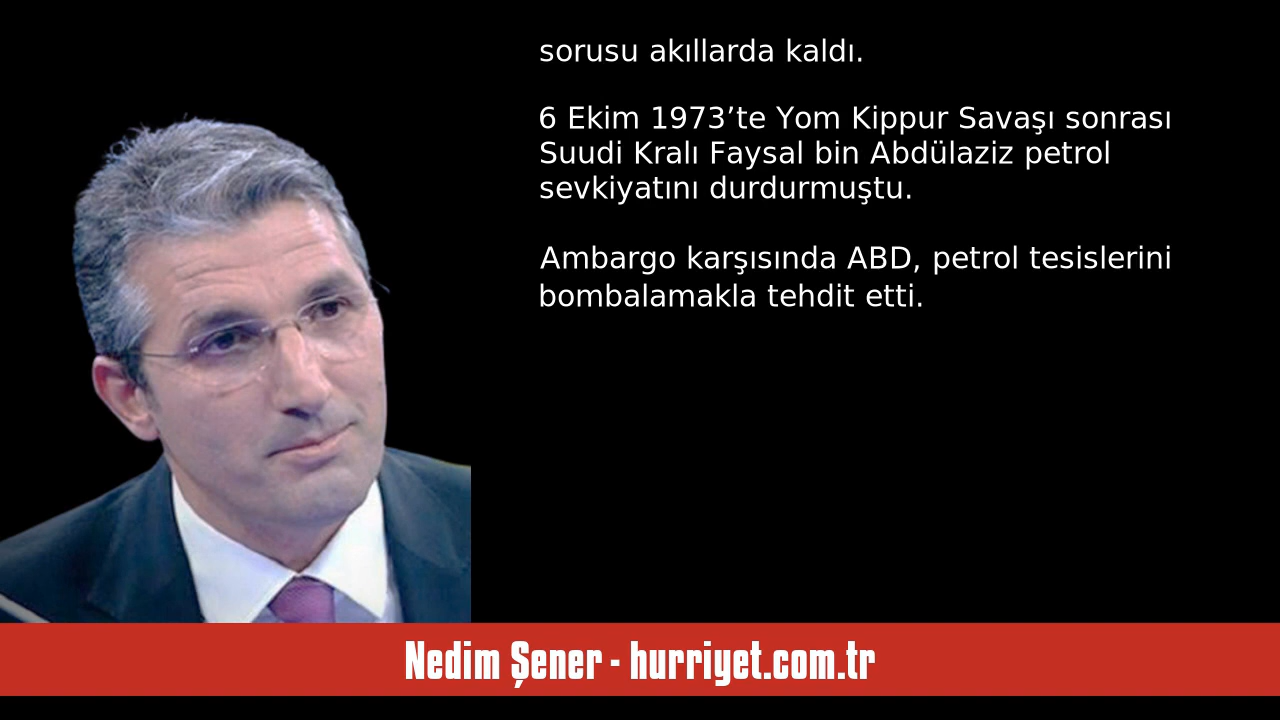 sorusu akıllarda kaldı.
6 Ekim 1973’te Yom Kippur Savaşı sonrası
Suudi Kralı Faysal bin Abdülaziz petrol
sevkiyatını durdurmuştu.
Ambargo karşısında ABD, petrol tesislerini
bombalamakla tehdit etti.
Nedim Şener - hurriyet.com.tr